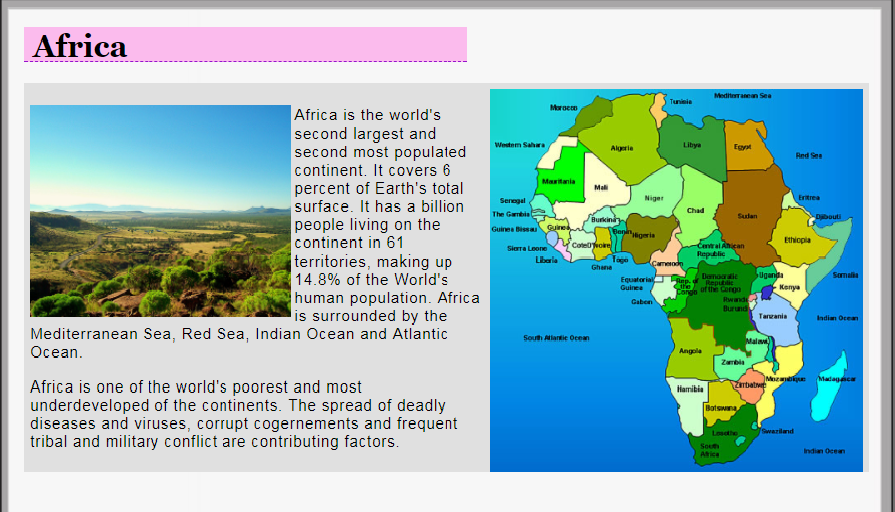 Africa
Africa is the world's
second largest and
second most populated
continent. It covers 6
percent of Earth's total
surface. It has a billion
people living on the
continent in 61
territories, making up
14.8% of the World's
human population. Africa
is surrounded by the
Mediterranean Sea, Red Sea, Indian Ocean and Atlantic
Ocean.
Africa is one of the world's poorest and most
underdeveloped of the continents. The spread of deadly
diseases and viruses, corrupt cogernements and frequent
tribal and military conflict are contributing factors.
Mediterranean Sea
Tunisia
Morocco
Algeria
Libya
Egypt
Western Sahara
Red Sea
Mauritania
Mali
Niger
Chad
Sudan
Eritrea
Senegal
The Gambia
Guinea Bissau
Guinea
Burkina
Benin
Nigeria
Djibouti
Ethiopia
Sierra Leone
Liberia
CoteD'Ivoire
Ghana
Togo
Cameroon
Central African
Republic
Somalia
Equatorial
Guinea
Gabon
Rep. of
the
Congo
Democratic
Republic
of the Congo
Uganda
Kenya
Rwanda
Burundi
Tanzania
Indian Ocean
South Atlantic Ocean
Angola
Zambia
Malawi
Mozambique
Madagascar
Namibia
Zimbabwe
Botswana
Swaziland
Lesotho
South
Africa
Indian Ocean